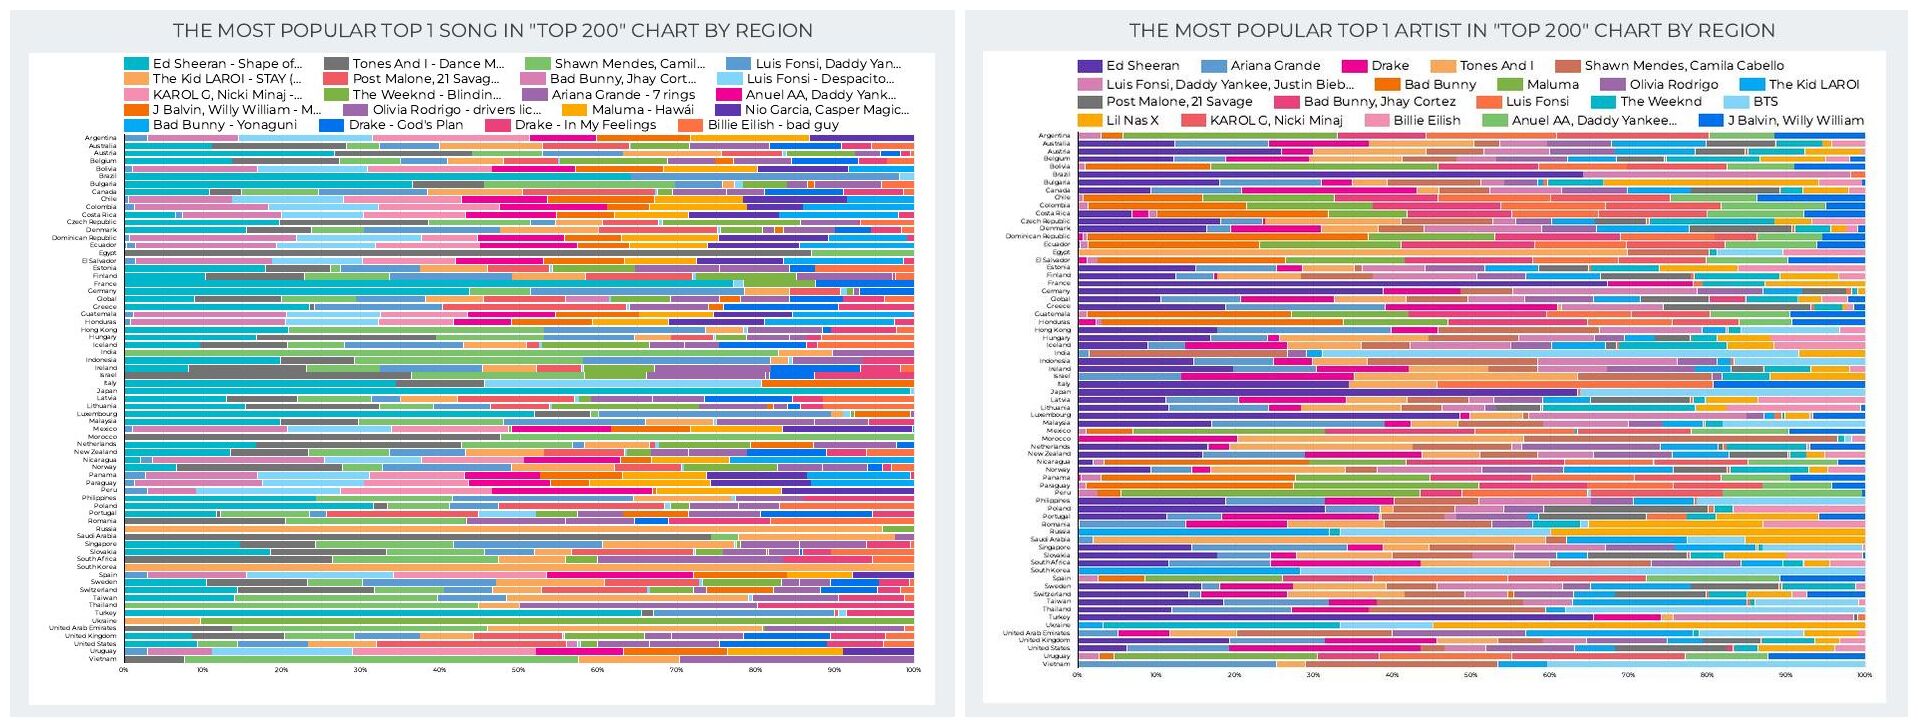 THE MOST POPULAR TOP 1 SONG IN "TOP 200" CHART BY REGION
Ed Sheeran - Shape of... Tones And I - Dance M... Shawn Mendes, Camil... Luis Fonsi, Daddy Yan...
The Kid LAROI - STAY (... Post Malone, 21 Savag... Bad Bunny, Jhay Cort... Luis Fonsi - Despacito...
KAROL G, Nicki Minaj -... The Weeknd - Blindin... Ariana Grande - 7 rings Anuel AA, Daddy Yank...
J Balvin, Willy William - M... Olivia Rodrigo - drivers lic... Maluma - Hawái Nio Garcia, Casper Magic...
Bad Bunny - Yonaguni Drake - God's Plan Drake - In My Feelings Billie Eilish - bad guy
Argentina
Australia
Austria
Belgium
Bolivia
Brazil
Bulgaria
Canada
Chile
Colombia
Costa Rica
Czech Republic
Denmark
Dominican Republic
Ecuador
Egypt
El Salvador
Estonia
Finland
France
Germany
Global
Greece
Guatemala
Honduras
Hong Kong
Hungary
Iceland
India
Indonesia
Ireland
Israel
Italy
Japan
Latvia
Lithuania
Luxembourg
Malaysia
Mexico
Morocco
Netherlands
New Zealand
Nicaragua
Norway
Panama
Paraguay
Peru
Philippines
Poland
Portugal
Romania
Russia
Saudi Arabia
Singapore
Slovakia
South Africa
South Korea
Spain
Sweden
Switzerland
Taiwan
Thailand
Turkey
Ukraine
United Arab Emirates
United Kingdom
United States
Uruguay
Vietnam
0% 10% 20% 30% 40% 50% 60% 70% 80% 90% 100%
THE MOST POPULAR TOP 1 ARTIST IN "TOP 200" CHART BY REGION
Ed Sheeran Ariana Grande Drake Tones And I Shawn Mendes, Camila Cabello
Luis Fonsi, Daddy Yankee, Justin Bieb... Bad Bunny Maluma Olivia Rodrigo The Kid LAROI
Post Malone, 21 Savage Bad Bunny, Jhay Cortez Luis Fonsi The Weeknd BTS
Lil Nas X KAROL G, Nicki Minaj Billie Eilish Anuel AA, Daddy Yankee... J Balvin, Willy William
Argentina
Australia
Austria
Belgium
Bolivia
Brazil
Bulgaria
Canada
Chile
Colombia
Costa Rica
Czech Republic
Denmark
Dominican Republic
Ecuador
Egypt
El Salvador
Estonia
Finland
France
Germany
Global
Greece
Guatemala
Honduras
Hong Kong
Hungary
Iceland
India
Indonesia
Ireland
Israel
Italy
Japan
Latvia
Lithuania
Luxembourg
Malaysia
Mexico
Morocco
Netherlands
New Zealand
Nicaragua
Norway
Panama
Paraguay
Peru
Philippines
Poland
Portugal
Romania
Russia
Saudi Arabia
Singapore
Slovakia
South Africa
South Korea
Spain
Sweden
Switzerland
Taiwan
Thailand
Turkey
Ukraine
United Arab Emirates
United Kingdom
United States
Uruguay
Vietnam
0% 10% 20% 30% 40% 50% 60% 70% 80% 90% 100%